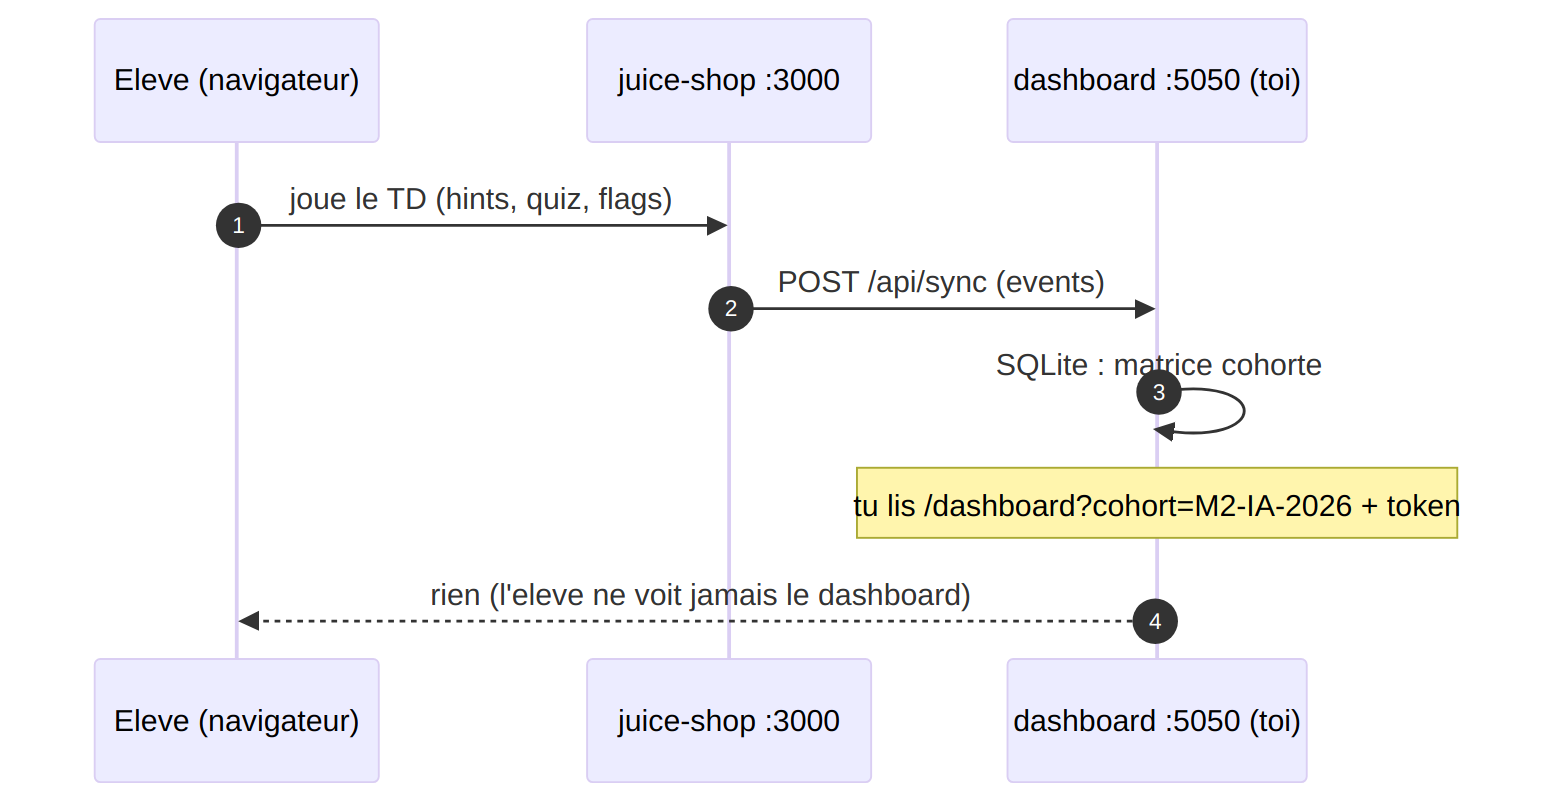 Eleve (navigateur)
juice-shop :3000
dashboard :5050 (toi)
joue le TD (hints, quiz, flags)
1
POST /api/sync (events)
2
SQLite : matrice cohorte
3
tu lis /dashboard?cohort=M2-IA-2026 + token
rien (l'eleve ne voit jamais le dashboard)
4
Eleve (navigateur)
juice-shop :3000
dashboard :5050 (toi)